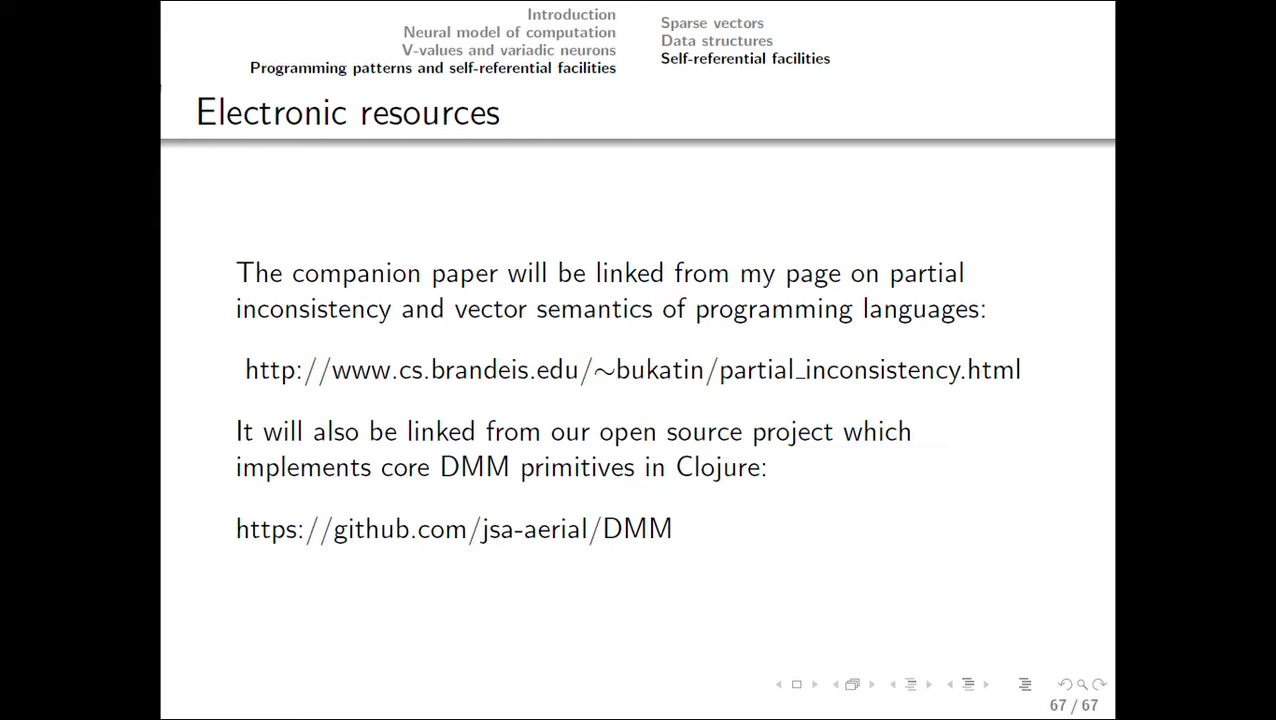 Introduction
Neural model of computation
V-values and variadic neurons
Programming patterns and self-referential facilities
Sparse vectors
Data structures
Self-referential facilities
Electronic resources
The companion paper will be linked from my page on partial
inconsistency and vector semantics of programming languages:
http://www.cs.brandeis.edu/∼bukatin/partial_inconsistency.html
It will also be linked from our open source project which
implements core DMM primitives in Clojure:
https://github.com/jsa-aerial/DMM
67 / 67